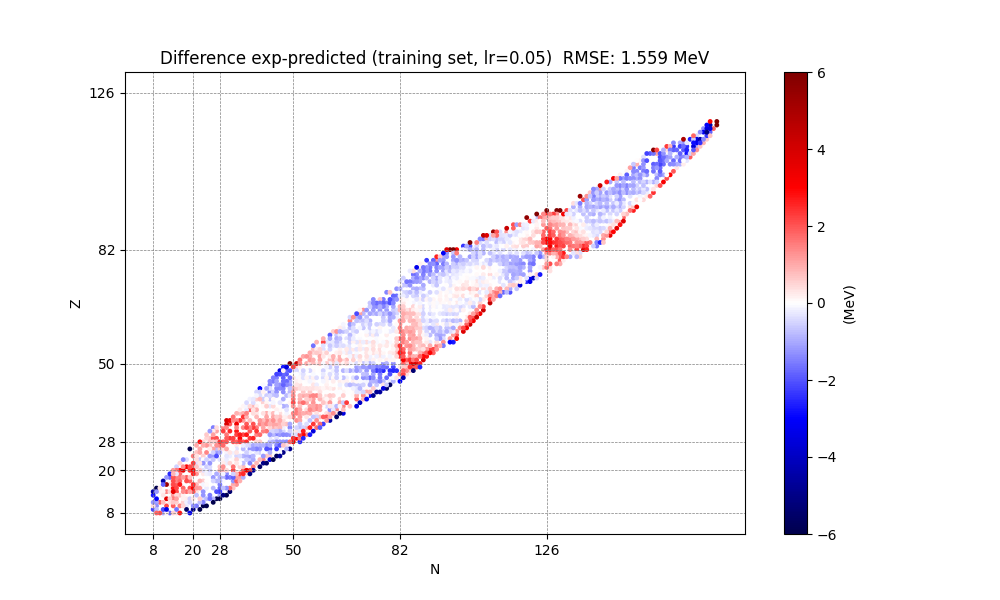 Difference exp-predicted (training set, lr=0.05)  RMSE: 1.559 MeV
126
82
50
28
20
8
Z
8 20 28 50 82 126
N
6
4
2
0
−2
−4
−6
(MeV)